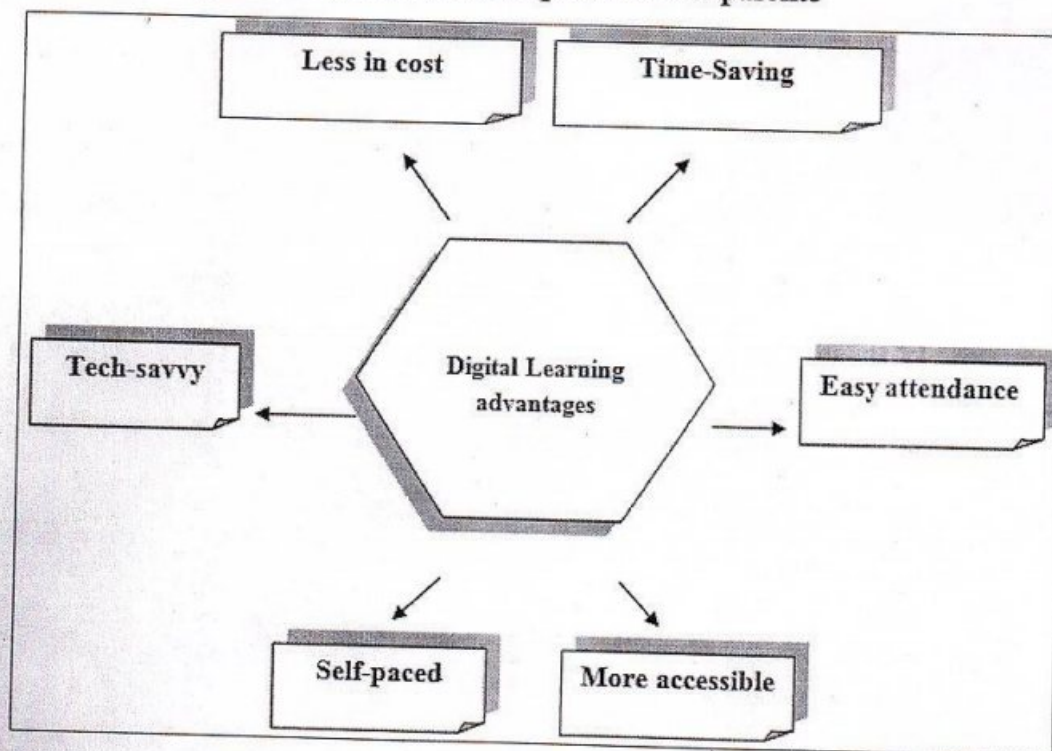 Less in cost
Time-Saving
Tech-savvy
Digital Learning
advantages
Easy attendance
Self-paced
More accessible